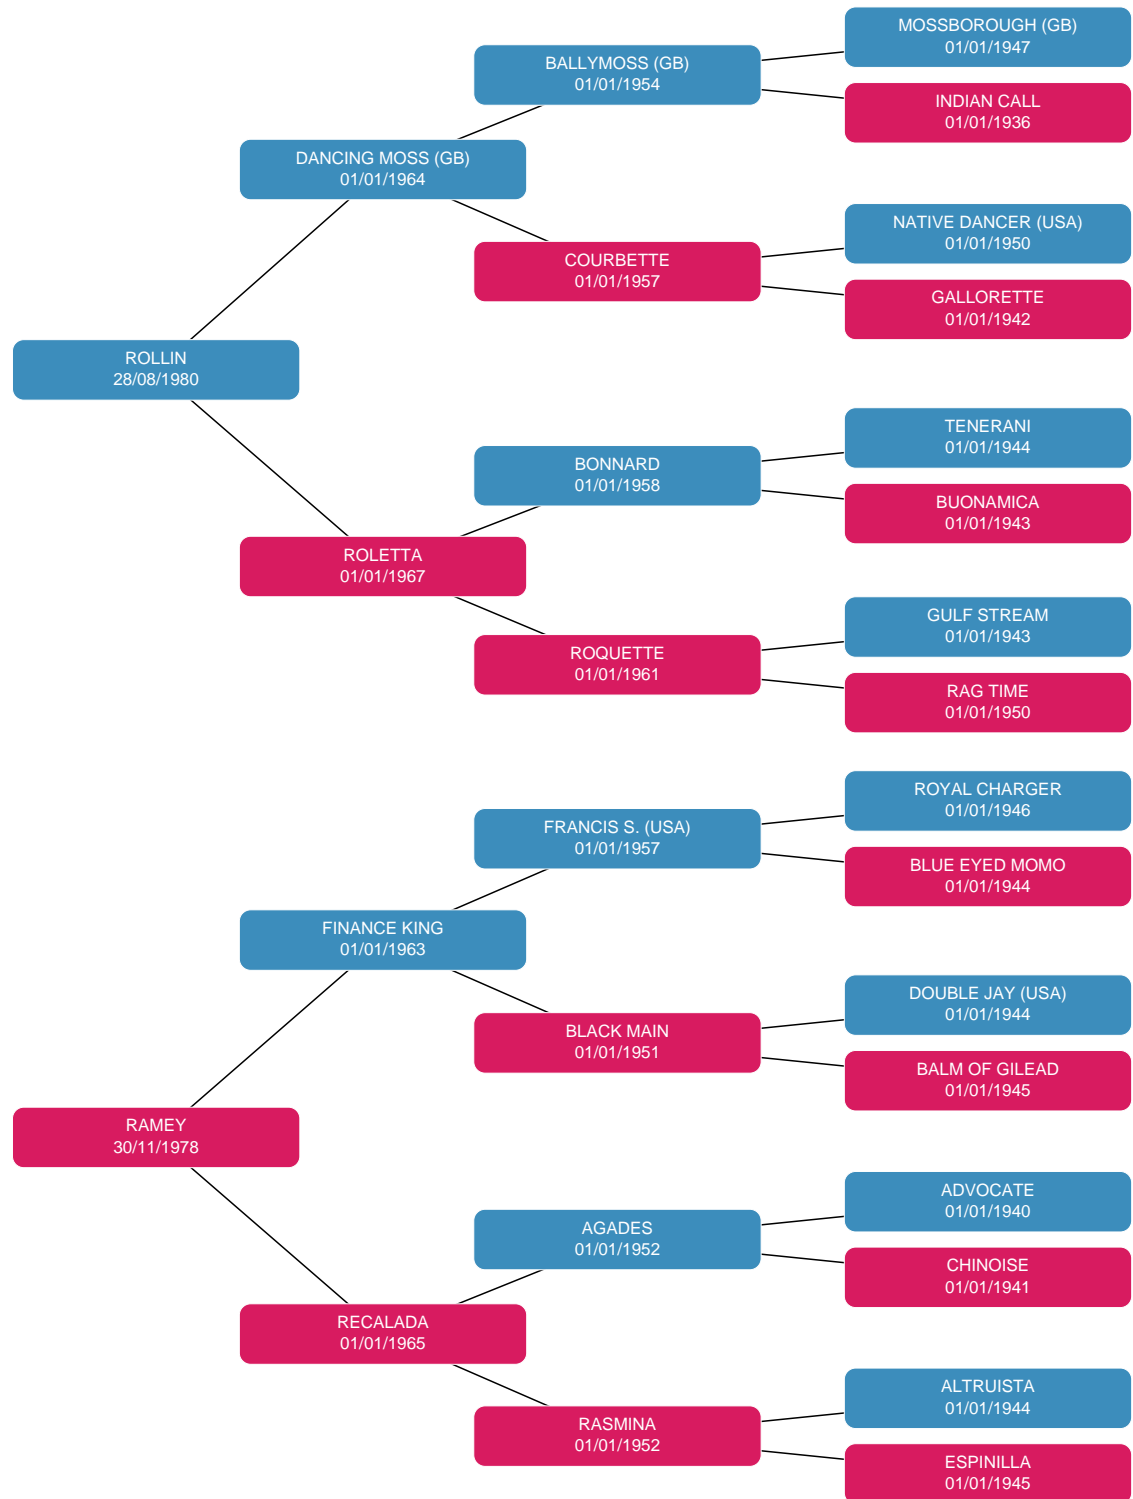 MOSSBOROUGH (GB)
01/01/1947
BALLYMOSS (GB)
01/01/1954
INDIAN CALL
01/01/1936
DANCING MOSS (GB)
01/01/1964
NATIVE DANCER (USA)
01/01/1950
COURBETTE
01/01/1957
GALLORETTE
01/01/1942
ROLLIN
28/08/1980
TENERANI
01/01/1944
BONNARD
01/01/1958
BUONAMICA
01/01/1943
ROLETTA
01/01/1967
GULF STREAM
01/01/1943
ROQUETTE
01/01/1961
RAG TIME
01/01/1950
ROYAL CHARGER
01/01/1946
FRANCIS S. (USA)
01/01/1957
BLUE EYED MOMO
01/01/1944
FINANCE KING
01/01/1963
DOUBLE JAY (USA)
01/01/1944
BLACK MAIN
01/01/1951
BALM OF GILEAD
01/01/1945
RAMEY
30/11/1978
ADVOCATE
01/01/1940
AGADES
01/01/1952
CHINOISE
01/01/1941
RECALADA
01/01/1965
ALTRUISTA
01/01/1944
RASMINA
01/01/1952
ESPINILLA
01/01/1945